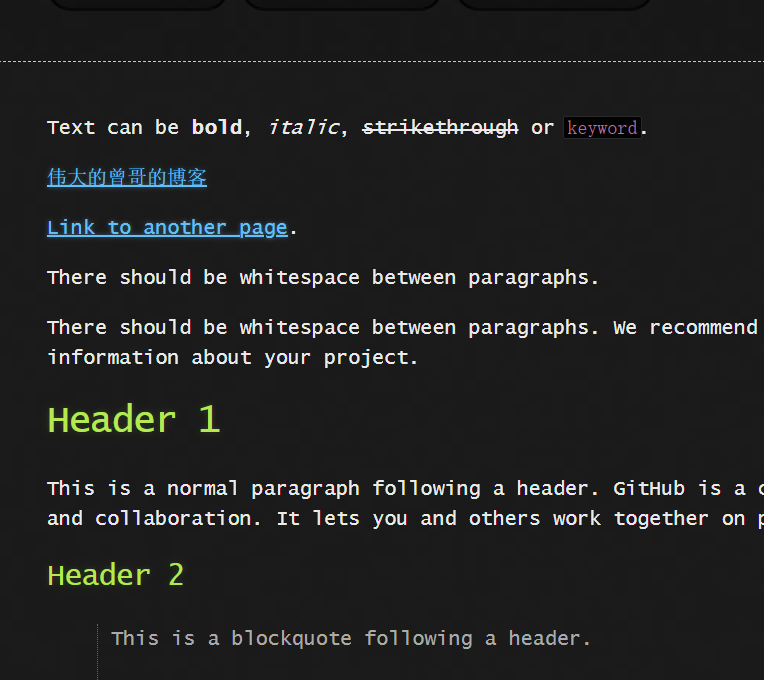 Text can be bold, italic, strikethrough or keyword.
伟大的曾哥的博客
Link to another page.
There should be whitespace between paragraphs.
There should be whitespace between paragraphs. We recommend
information about your project.
Header 1
This is a normal paragraph following a header. GitHub is a
and collaboration. It lets you and others work together on
Header 2
This is a blockquote following a header.